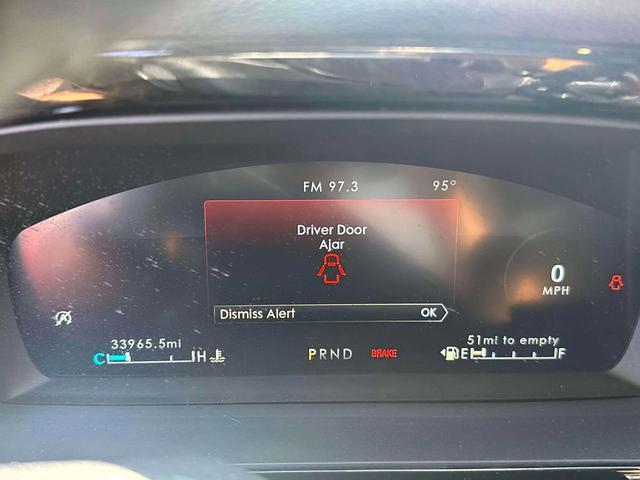 FM 97.3 95°
Driver Door
Ajar
0
MPH
Dismiss Alert OK
33965.5mi
51mi to empty
C H
PRND
BRAKE
E F